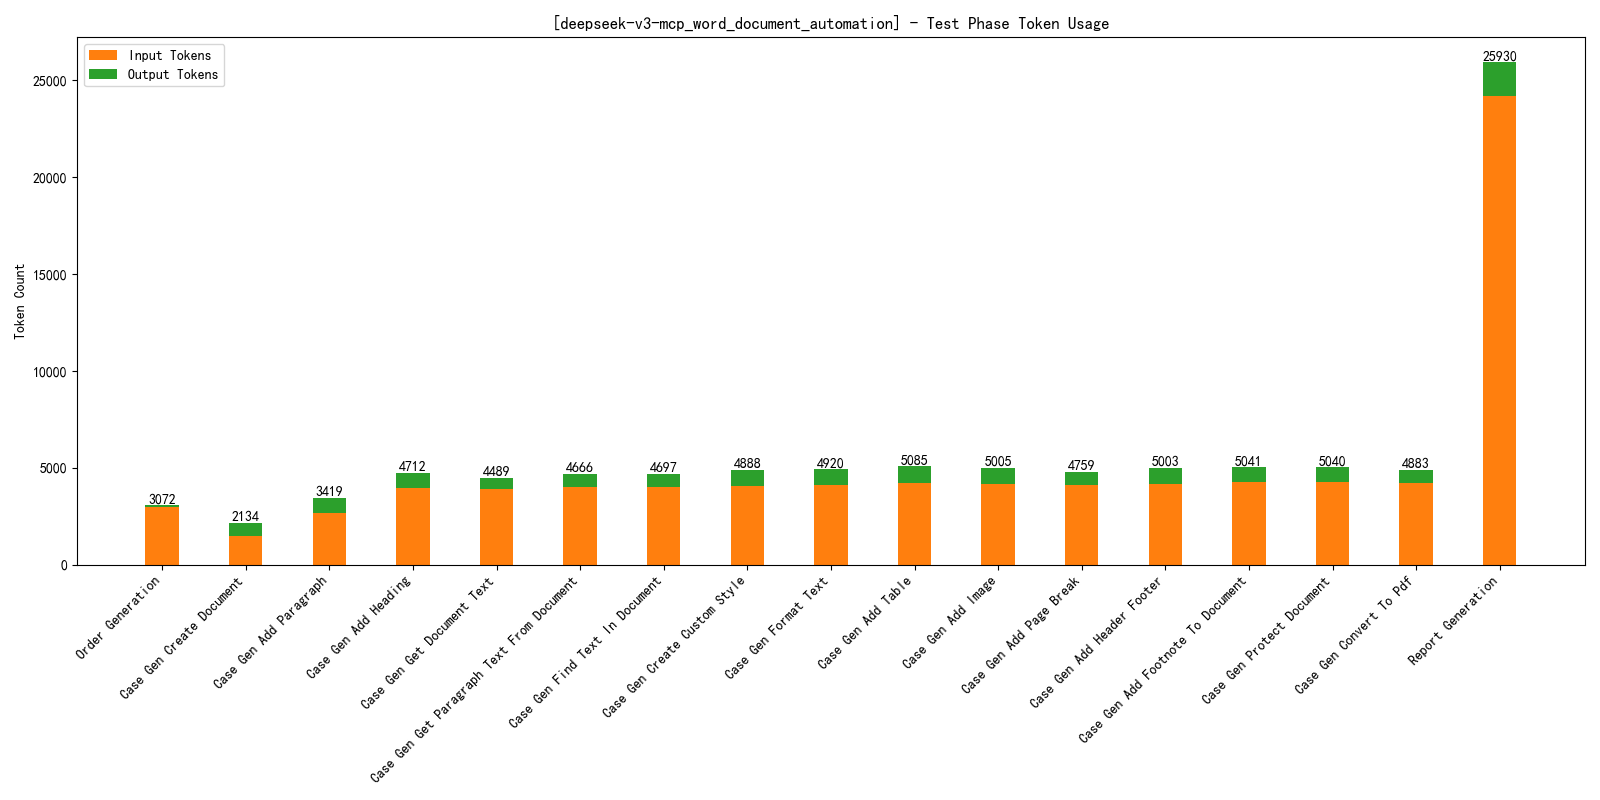 [deepseek-v3-mcp_word_document_automation] - Test Phase Token Usage
Input Tokens
Output Tokens
Token Count
25000
20000
15000
10000
5000
0
3072
2134
3419
4712
4489
4666
4697
4888
4920
5085
5005
4759
5003
5041
5040
4883
25930
Order Generation
Case Gen Create Document
Case Gen Add Paragraph
Case Gen Add Heading
Case Gen Get Document Text
Case Gen Get Paragraph Text From Document
Case Gen Find Text In Document
Case Gen Create Custom Style
Case Gen Format Text
Case Gen Add Table
Case Gen Add Image
Case Gen Add Page Break
Case Gen Add Header Footer
Case Gen Add Footnote To Document
Case Gen Protect Document
Case Gen Convert To Pdf
Report Generation